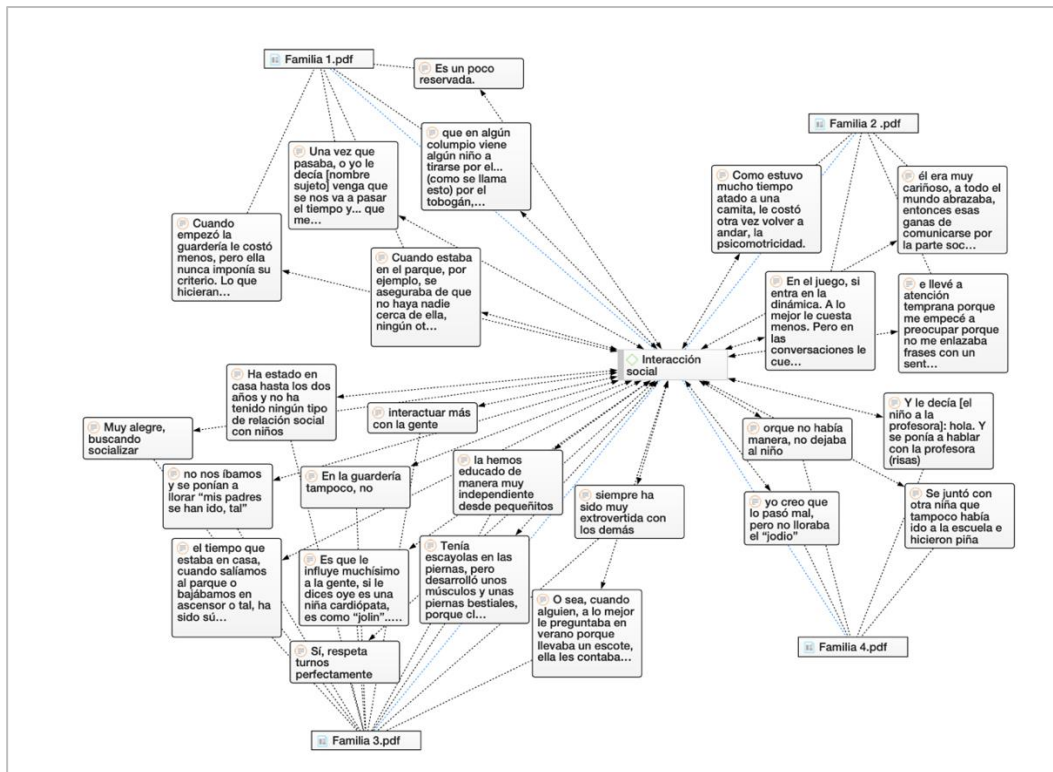 Familia 1.pdf
Es un poco
reservada.
que en algún
columpio viene
algún niño a
tirarse por el...
(como se llama
esto) por el
tobogán,...
Una vez que
pasaba, o yo le
decía [nombre
sujeto] venga que
se nos va a pasar
el tiempo y... que
me...
Cuando
empezó la
guardería le costó
menos, pero ella
nunca imponía su
criterio. Lo que
hicieran...
Cuando estaba
en el parque, por
ejemplo, se
aseguraba de que
no haya nadie
cerca de ella,
ningún ot...
Familia 2 .pdf
Como estuvo
mucho tiempo
atado a una
camita, le costó
otra vez volver a
andar, la
psicomotricidad.
él era muy
cariñoso, a todo el
mundo abrazaba,
entonces esas
ganas de
comunicarse por
la parte soc...
En el juego, si
entra en la
dinámica. A lo
mejor le cuesta
menos. Pero en
las
conversaciones le
cue...
e llevé a
atención
temprana porque
me empecé a
preocupar porque
no me enlazaba
frases con un
sent...
Interacción
social
Ha estado en
casa hasta los dos
años y no ha
tenido ningún tipo
de relación social
con niños
Muy alegre,
buscando
socializar
interactuar más
con la gente
no nos íbamos
y se ponían a
llorar “mis padres
se han ido, tal”
En la guardería
tampoco, no
la hemos
educado de
manera muy
independiente
desde pequeñitos
siempre ha
sido muy
extrovertida con
los demás
el tiempo que
estaba en casa,
cuando salíamos
al parque o
bajábamos en
ascensor o tal, ha
sido sú...
Es que le
influye muchísimo
a la gente, si le
dices oye es una
niña cardiópata,
es como “jolin”.....
Tenía
escayolas en las
piernas, pero
desarrolló unos
músculos y unas
piernas bestiales,
porque cl...
O sea, cuando
alguien, a lo mejor
le preguntaba en
verano porque
llevaba un escote,
ella les contaba...
Sí, respeta
turnos
perfectamente
Familia 3.pdf
orque no había
manera, no dejaba
al niño
Y le decía [el
niño a la
profesora]: hola. Y
se ponía a hablar
con la profesora
(risas)
yo creo que
lo pasó mal,
pero no lloraba
el “jodio”
Se juntó con
otra niña que
tampoco había
ido a la escuela e
hicieron piña
Familia 4.pdf